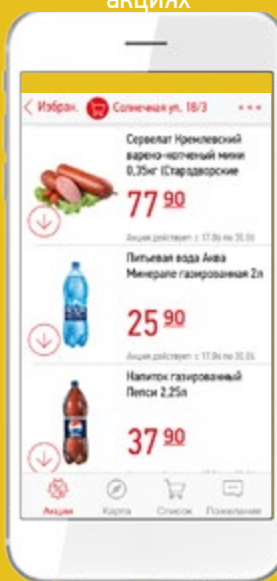 акциях
Избран.
Солнечная ул, 18/3
Сервелат Кремлевский
варено-копченый мини
0,35кг (Стародворские
77 90
Акция действует с 17.06 по 30.06
Питьевая вода Аква
Минерале газированная 2л
25 90
Акция действует с 17.06 по 30.06
Напиток газированный
Пепси 2,25л
37 90
Акции Карта Список Пожелания